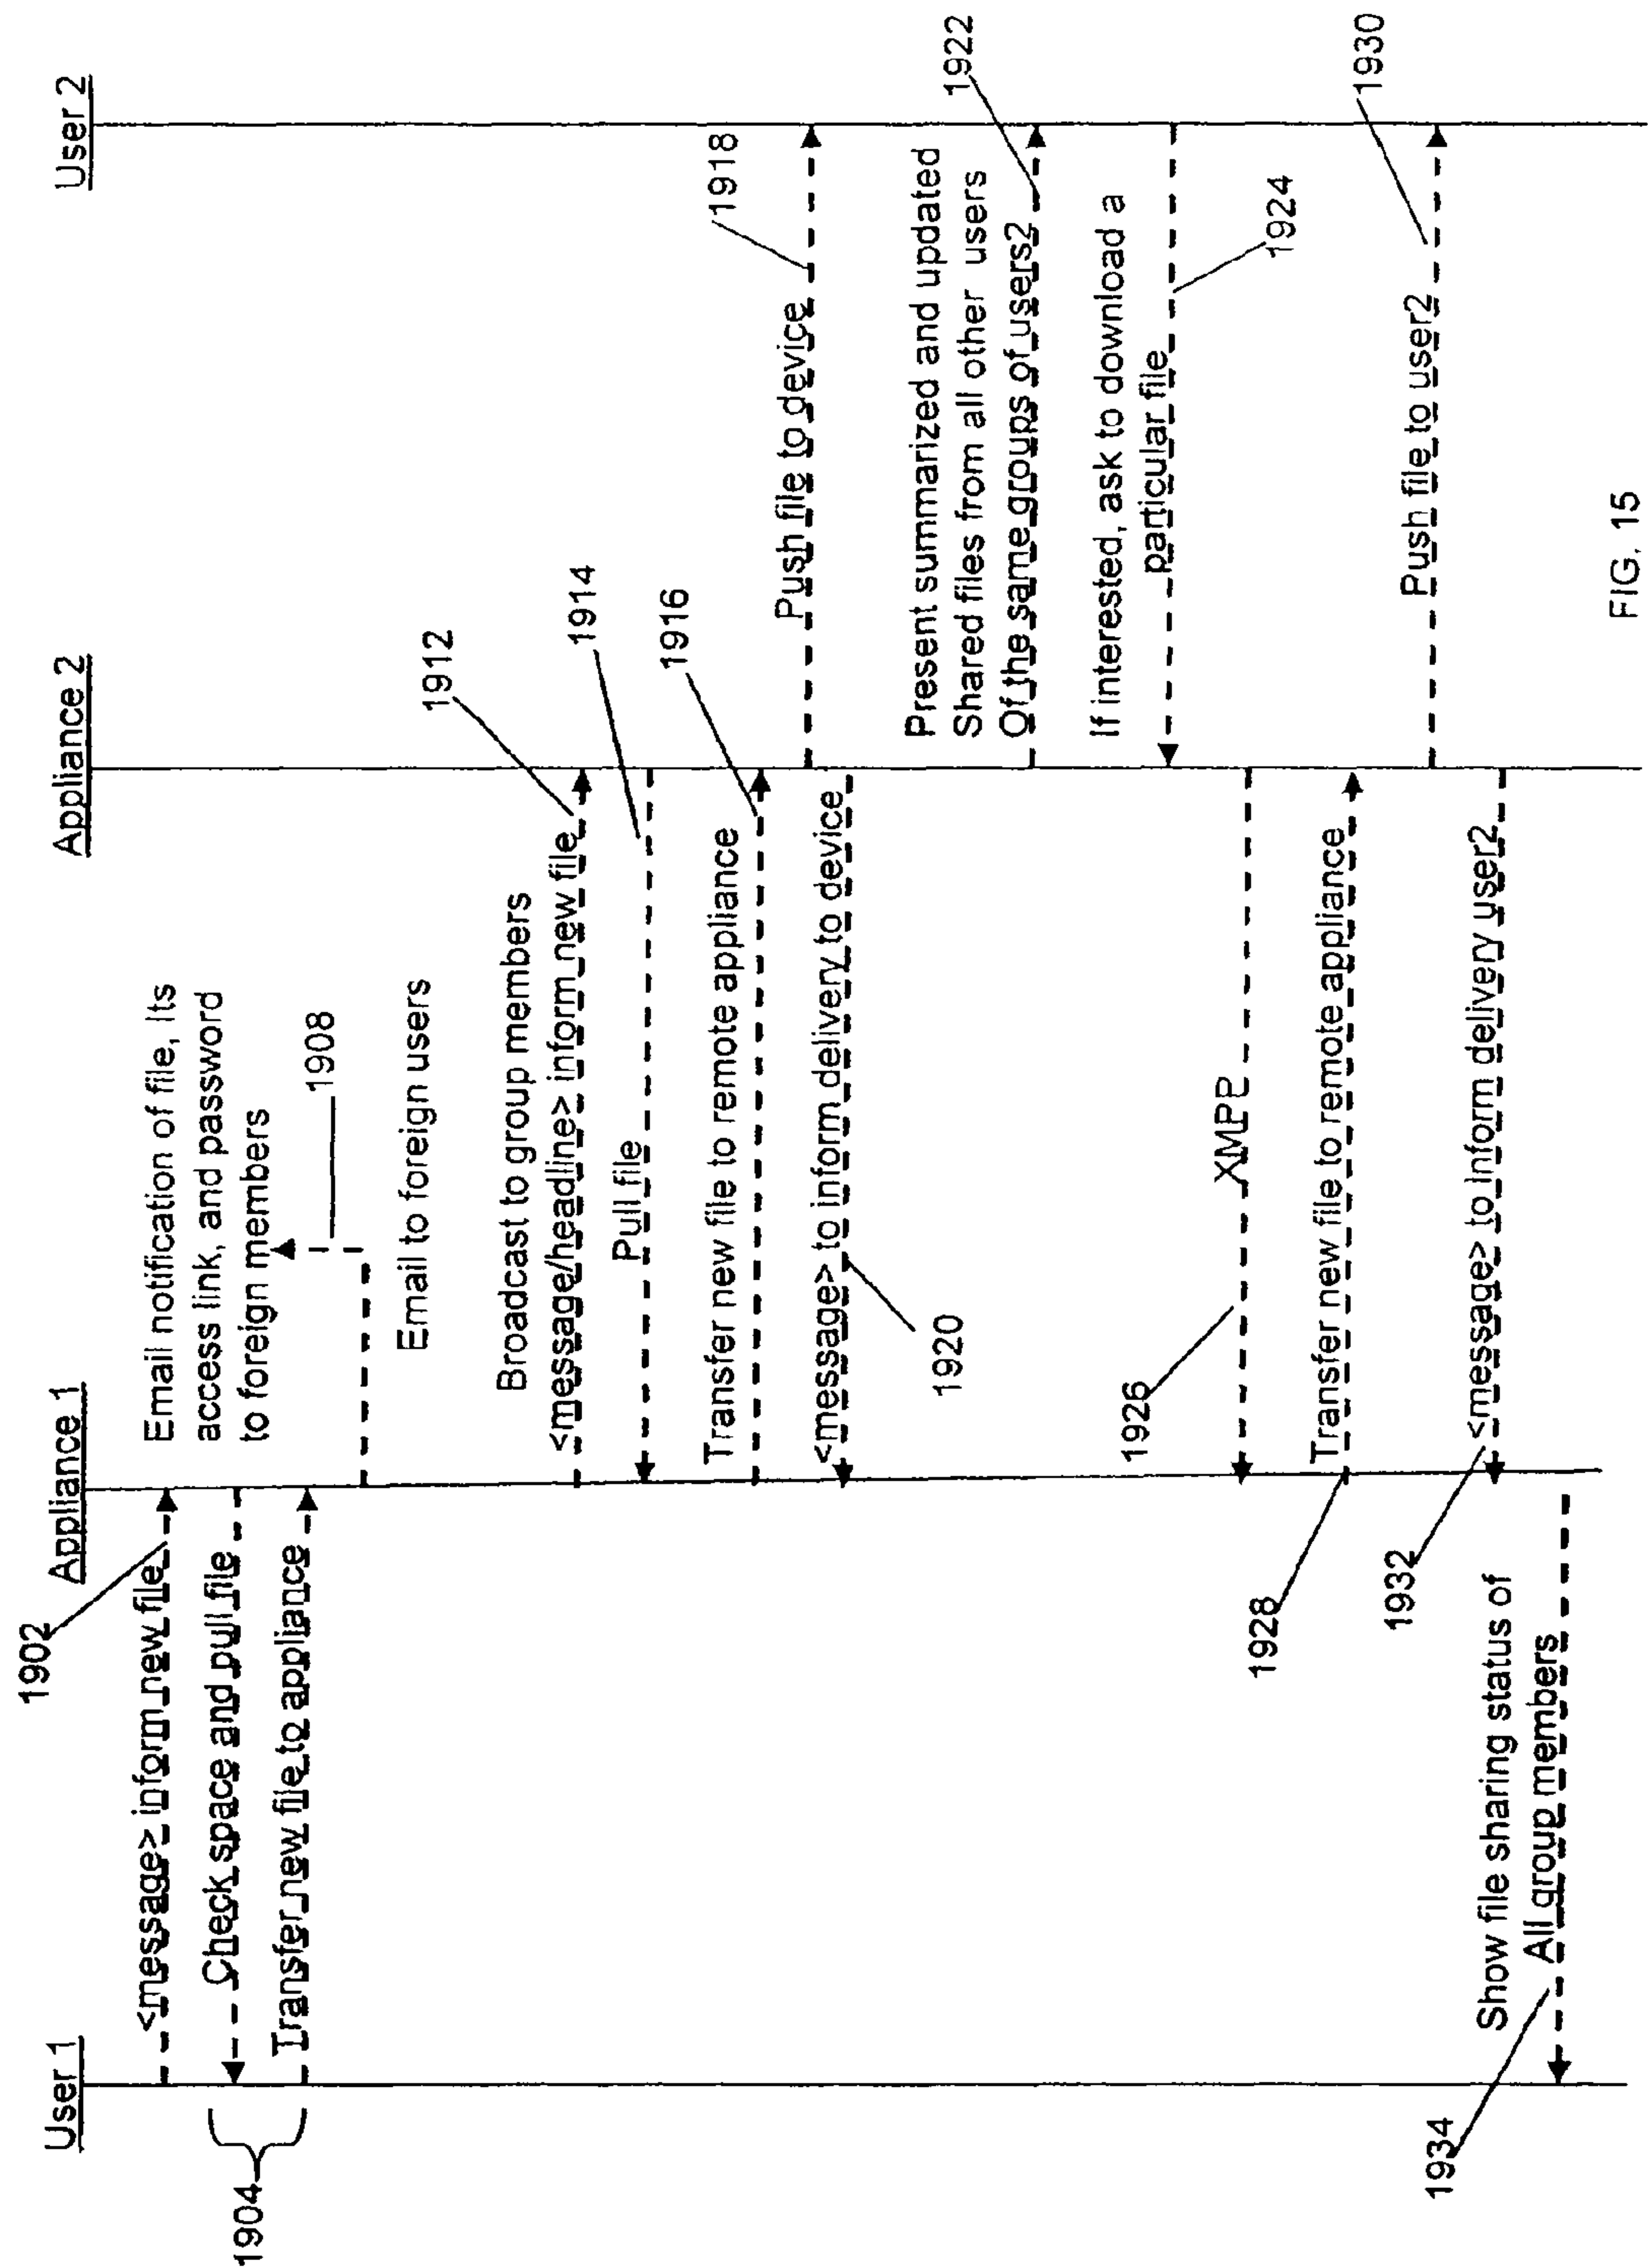 User 1
Appliance 1
Appliance 2
User 2
1902
<message> inform new file
1904
Check space and pull file
Transfer new file to appliance
Email notification of file, Its
access link, and password
to foreign members
1908
Email to foreign users
Broadcast to group members
<message/headline> inform new file
1912
Pull file
1914
Transfer new file to remote appliance
1916
Push file to device
1918
<message> to inform delivery to device
1920
Present summarized and updated
Shared files from all other users
Of the same groups of users2
1922
If interested, ask to download a
particular file
1924
XMPP
1926
Transfer new file to remote appliance
1928
Push file to user2
1930
<message> to Inform delivery user2
1932
Show file sharing status of
All group members
1934
FIG. 15